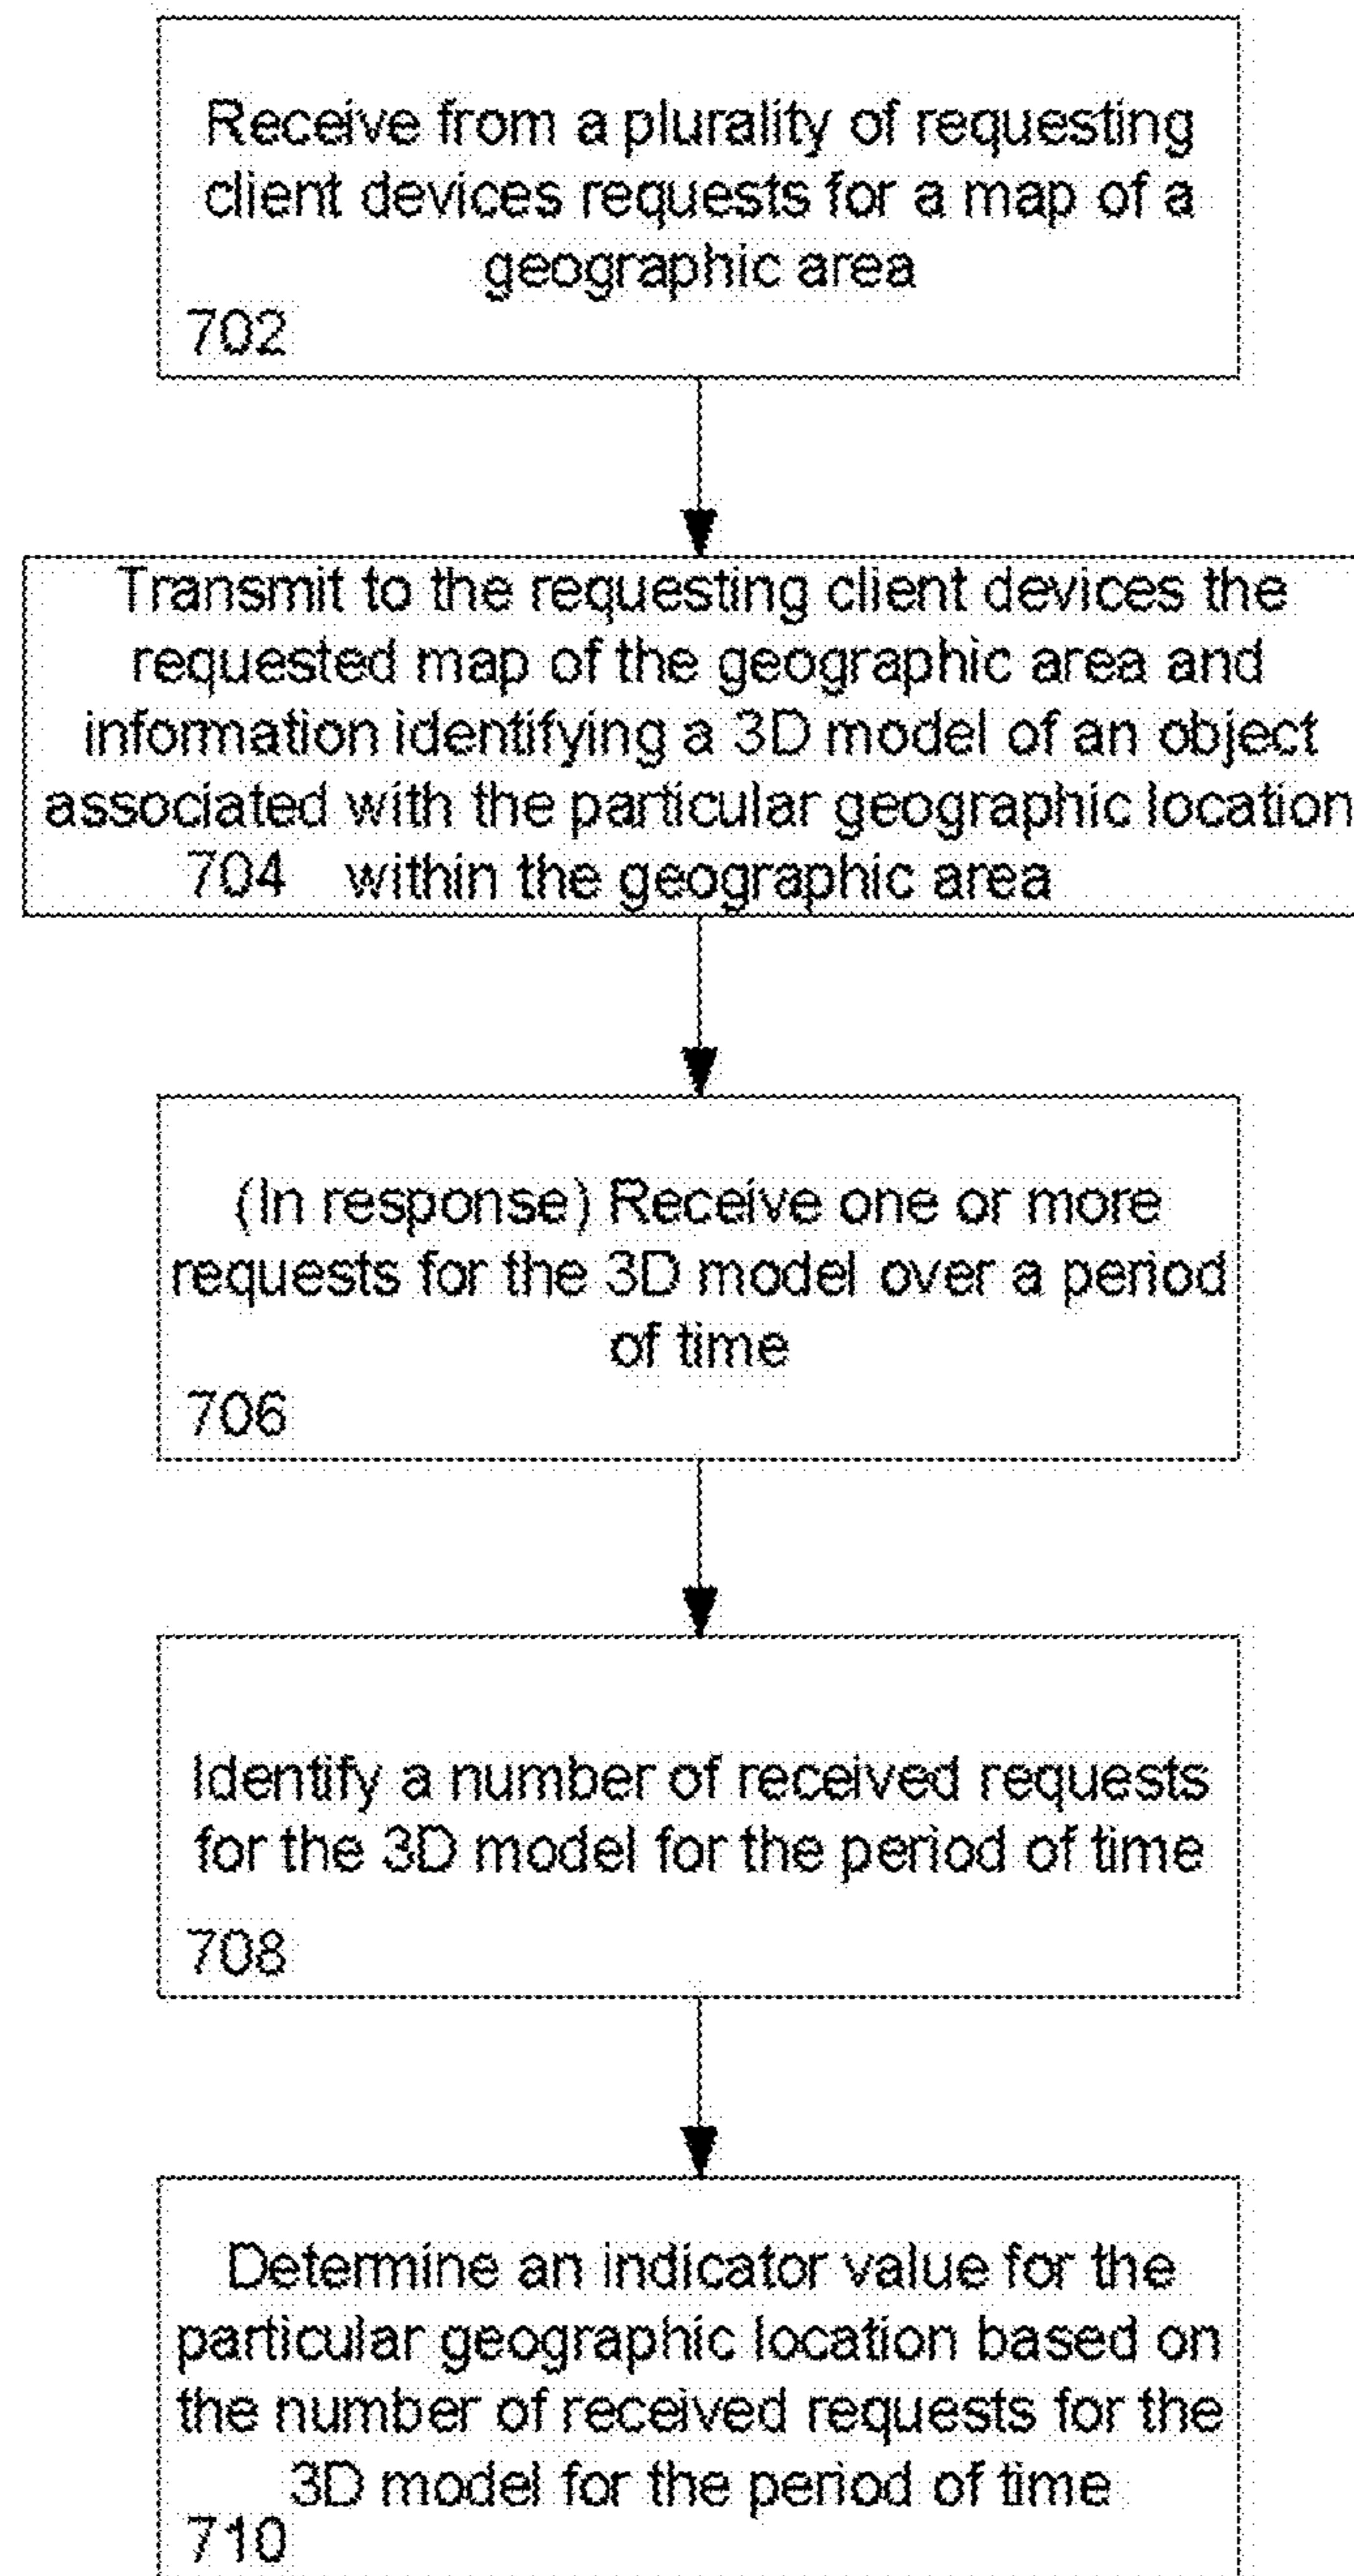 Receive from a plurality of requesting
client devices requests for a map of a
geographic area
702
Transmit to the requesting client devices the
requested map of the geographic area and
information identifying a 3D model of an object
associated with the particular geographic location
704 within the geographic area
(In response) Receive one or more
requests for the 3D model over a period
of time
706
Identify a number of received requests
for the 3D model for the period of time
708
Determine an indicator value for the
particular geographic location based on
the number of received requests for the
3D model for the period of time
710